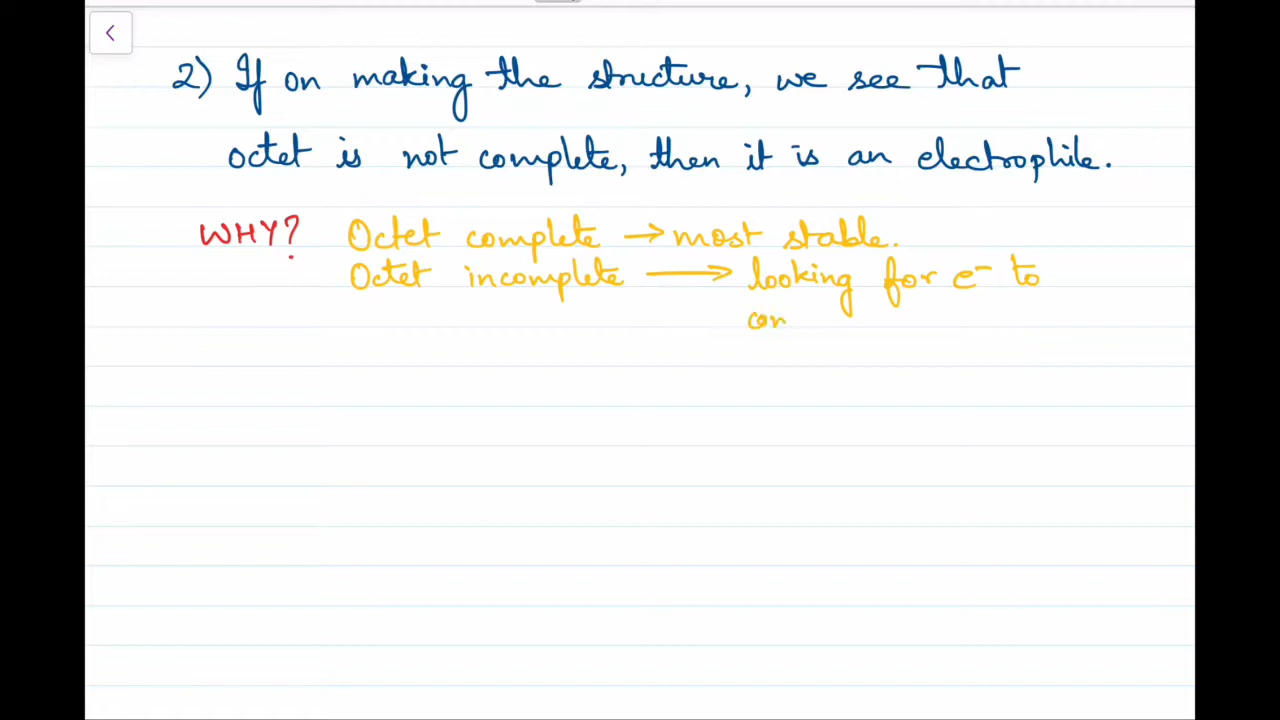 2) If on making the structure, we see that
octet is not complete, then it is an electrophile.
WHY? Octet complete → most stable.
Octet incomplete → looking for e⁻ to
com